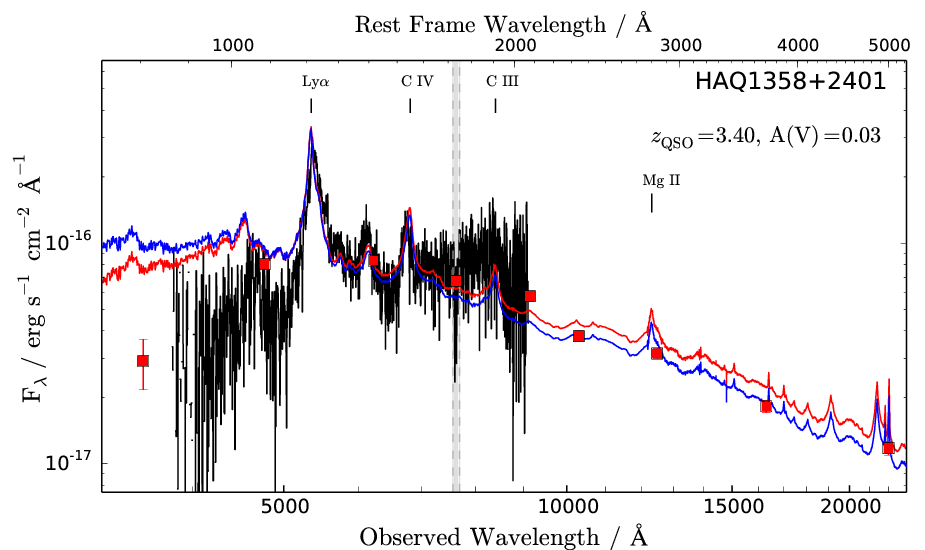 Rest Frame Wavelength / Å
1000 2000 3000 4000 5000
HAQ1358+2401
Lyα C IV C III
z_QSO=3.40, A(V)=0.03
Mg II
F_λ / erg s⁻¹ cm⁻² Å⁻¹
10⁻¹⁶
10⁻¹⁷
5000 10000 15000 20000
Observed Wavelength / Å